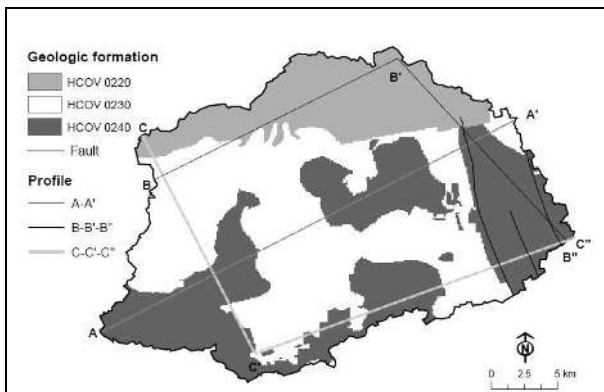 Geologic formation
HCOV 0220
HCOV 0230
HCOV 0240
Fault
Profile
A-A'
B-B'-B"
C-C'-C"
B'
A'
C
B
C"
B"
A
C'
N
0 2.5 5 km